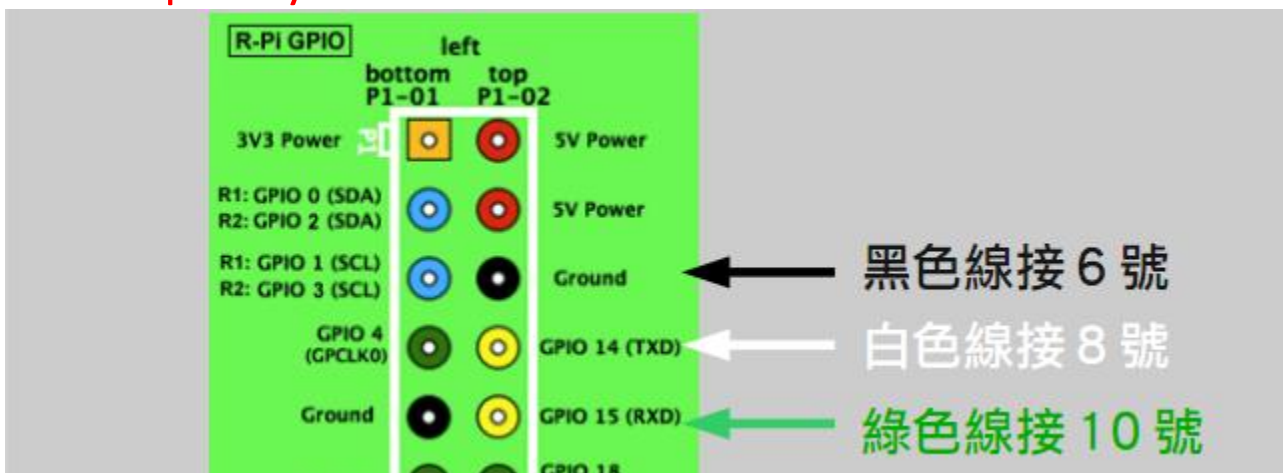 R-Pi GPIO
left
bottom top
P1-01 P1-02
3V3 Power
P1
5V Power
R1: GPIO 0 (SDA)
R2: GPIO 2 (SDA)
5V Power
R1: GPIO 1 (SCL)
R2: GPIO 3 (SCL)
Ground
黑色線接 6 號
GPIO 4
(GPCLK0)
GPIO 14 (TXD)
白色線接 8 號
Ground
GPIO 15 (RXD)
綠色線接 10 號
GPIO 18